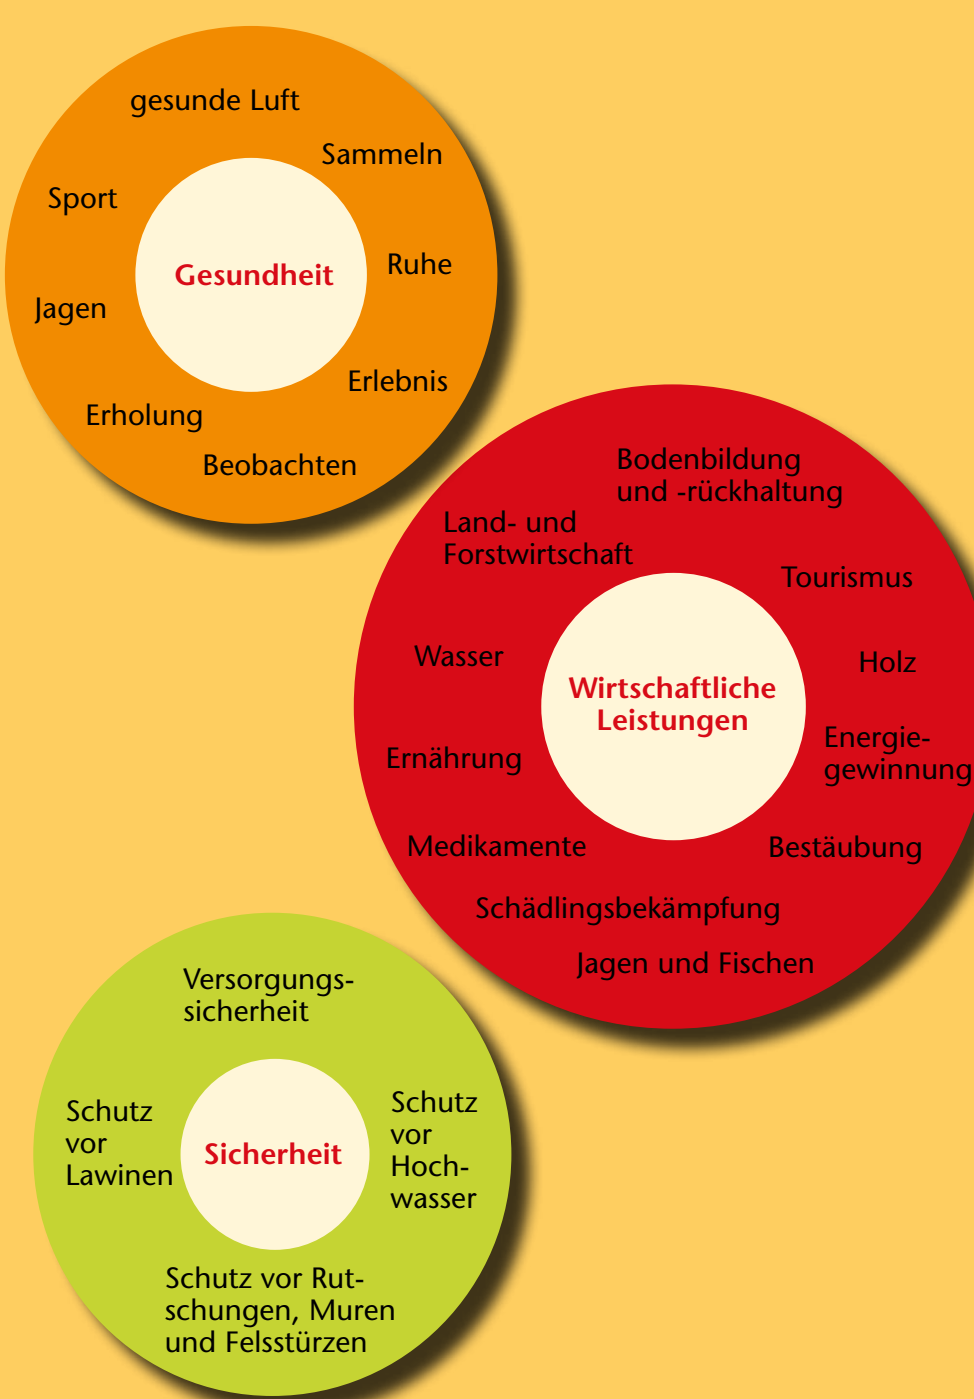 gesunde Luft
Sammeln
Sport
Ruhe
Gesundheit
Jagen
Erlebnis
Erholung
Beobachten
Bodenbildung
und -rückhaltung
Land- und
Forstwirtschaft
Tourismus
Wasser
Holz
Wirtschaftliche
Leistungen
Energie-
gewinnung
Ernährung
Medikamente
Bestäubung
Schädlingsbekämpfung
Jagen und Fischen
Versorgungs-
sicherheit
Schutz
vor
Lawinen
Sicherheit
Schutz
vor
Hoch-
wasser
Schutz vor Rut-
schungen, Muren
und Felsstürzen